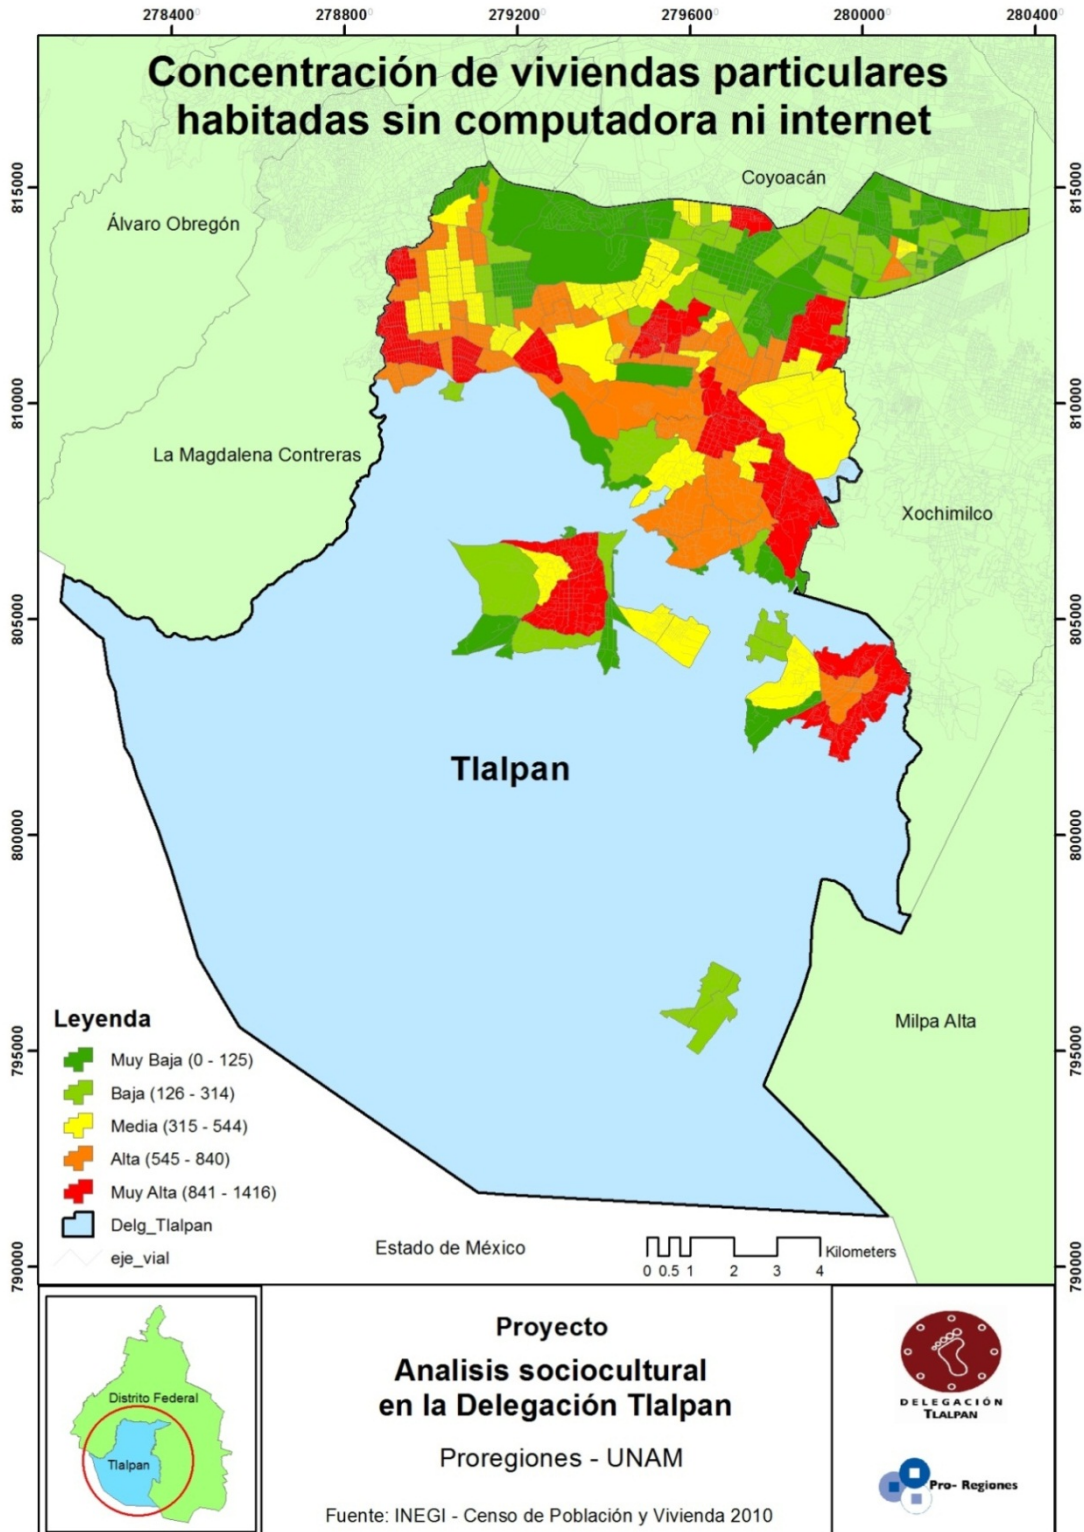 278400 278800 279200 279600 280000 280400
Concentración de viviendas particulares
habitadas sin computadora ni internet
815000
815000
Coyoacán
Álvaro Obregón
810000
810000
La Magdalena Contreras
Xochimilco
805000
805000
Tlalpan
800000
800000
795000
795000
Milpa Alta
Leyenda
Muy Baja (0 - 125)
Baja (126 - 314)
Media (315 - 544)
Alta (545 - 840)
Muy Alta (841 - 1416)
Delg_Tlalpan
eje_vial
Estado de México
Kilometers
0 0.5 1 2 3 4
790000
790000
Distrito Federal
Tlalpan
Proyecto
Analisis sociocultural
en la Delegación Tlalpan
Proregiones - UNAM
Fuente: INEGI - Censo de Población y Vivienda 2010
DELEGACIÓN
TLALPAN
Pro- Regiones